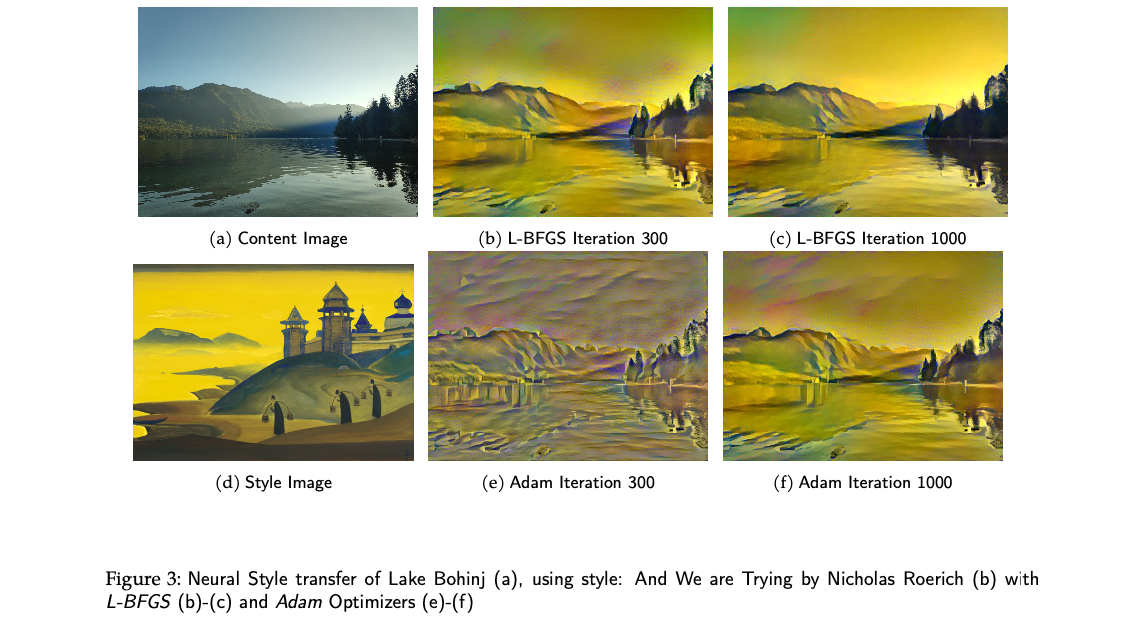 (a) Content Image
(b) L-BFGS Iteration 300
(c) L-BFGS Iteration 1000
(d) Style Image
(e) Adam Iteration 300
(f) Adam Iteration 1000
Figure 3: Neural Style transfer of Lake Bohinj (a), using style: And We are Trying by Nicholas Roerich (b) with
L-BFGS (b)-(c) and Adam Optimizers (e)-(f)